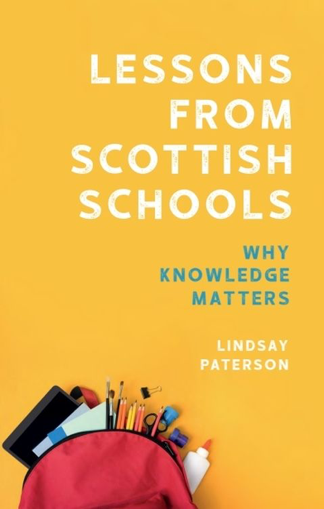 LESSONS
FROM
SCOTTISH
SCHOOLS
WHY
KNOWLEDGE
MATTERS
LINDSAY
PATERSON